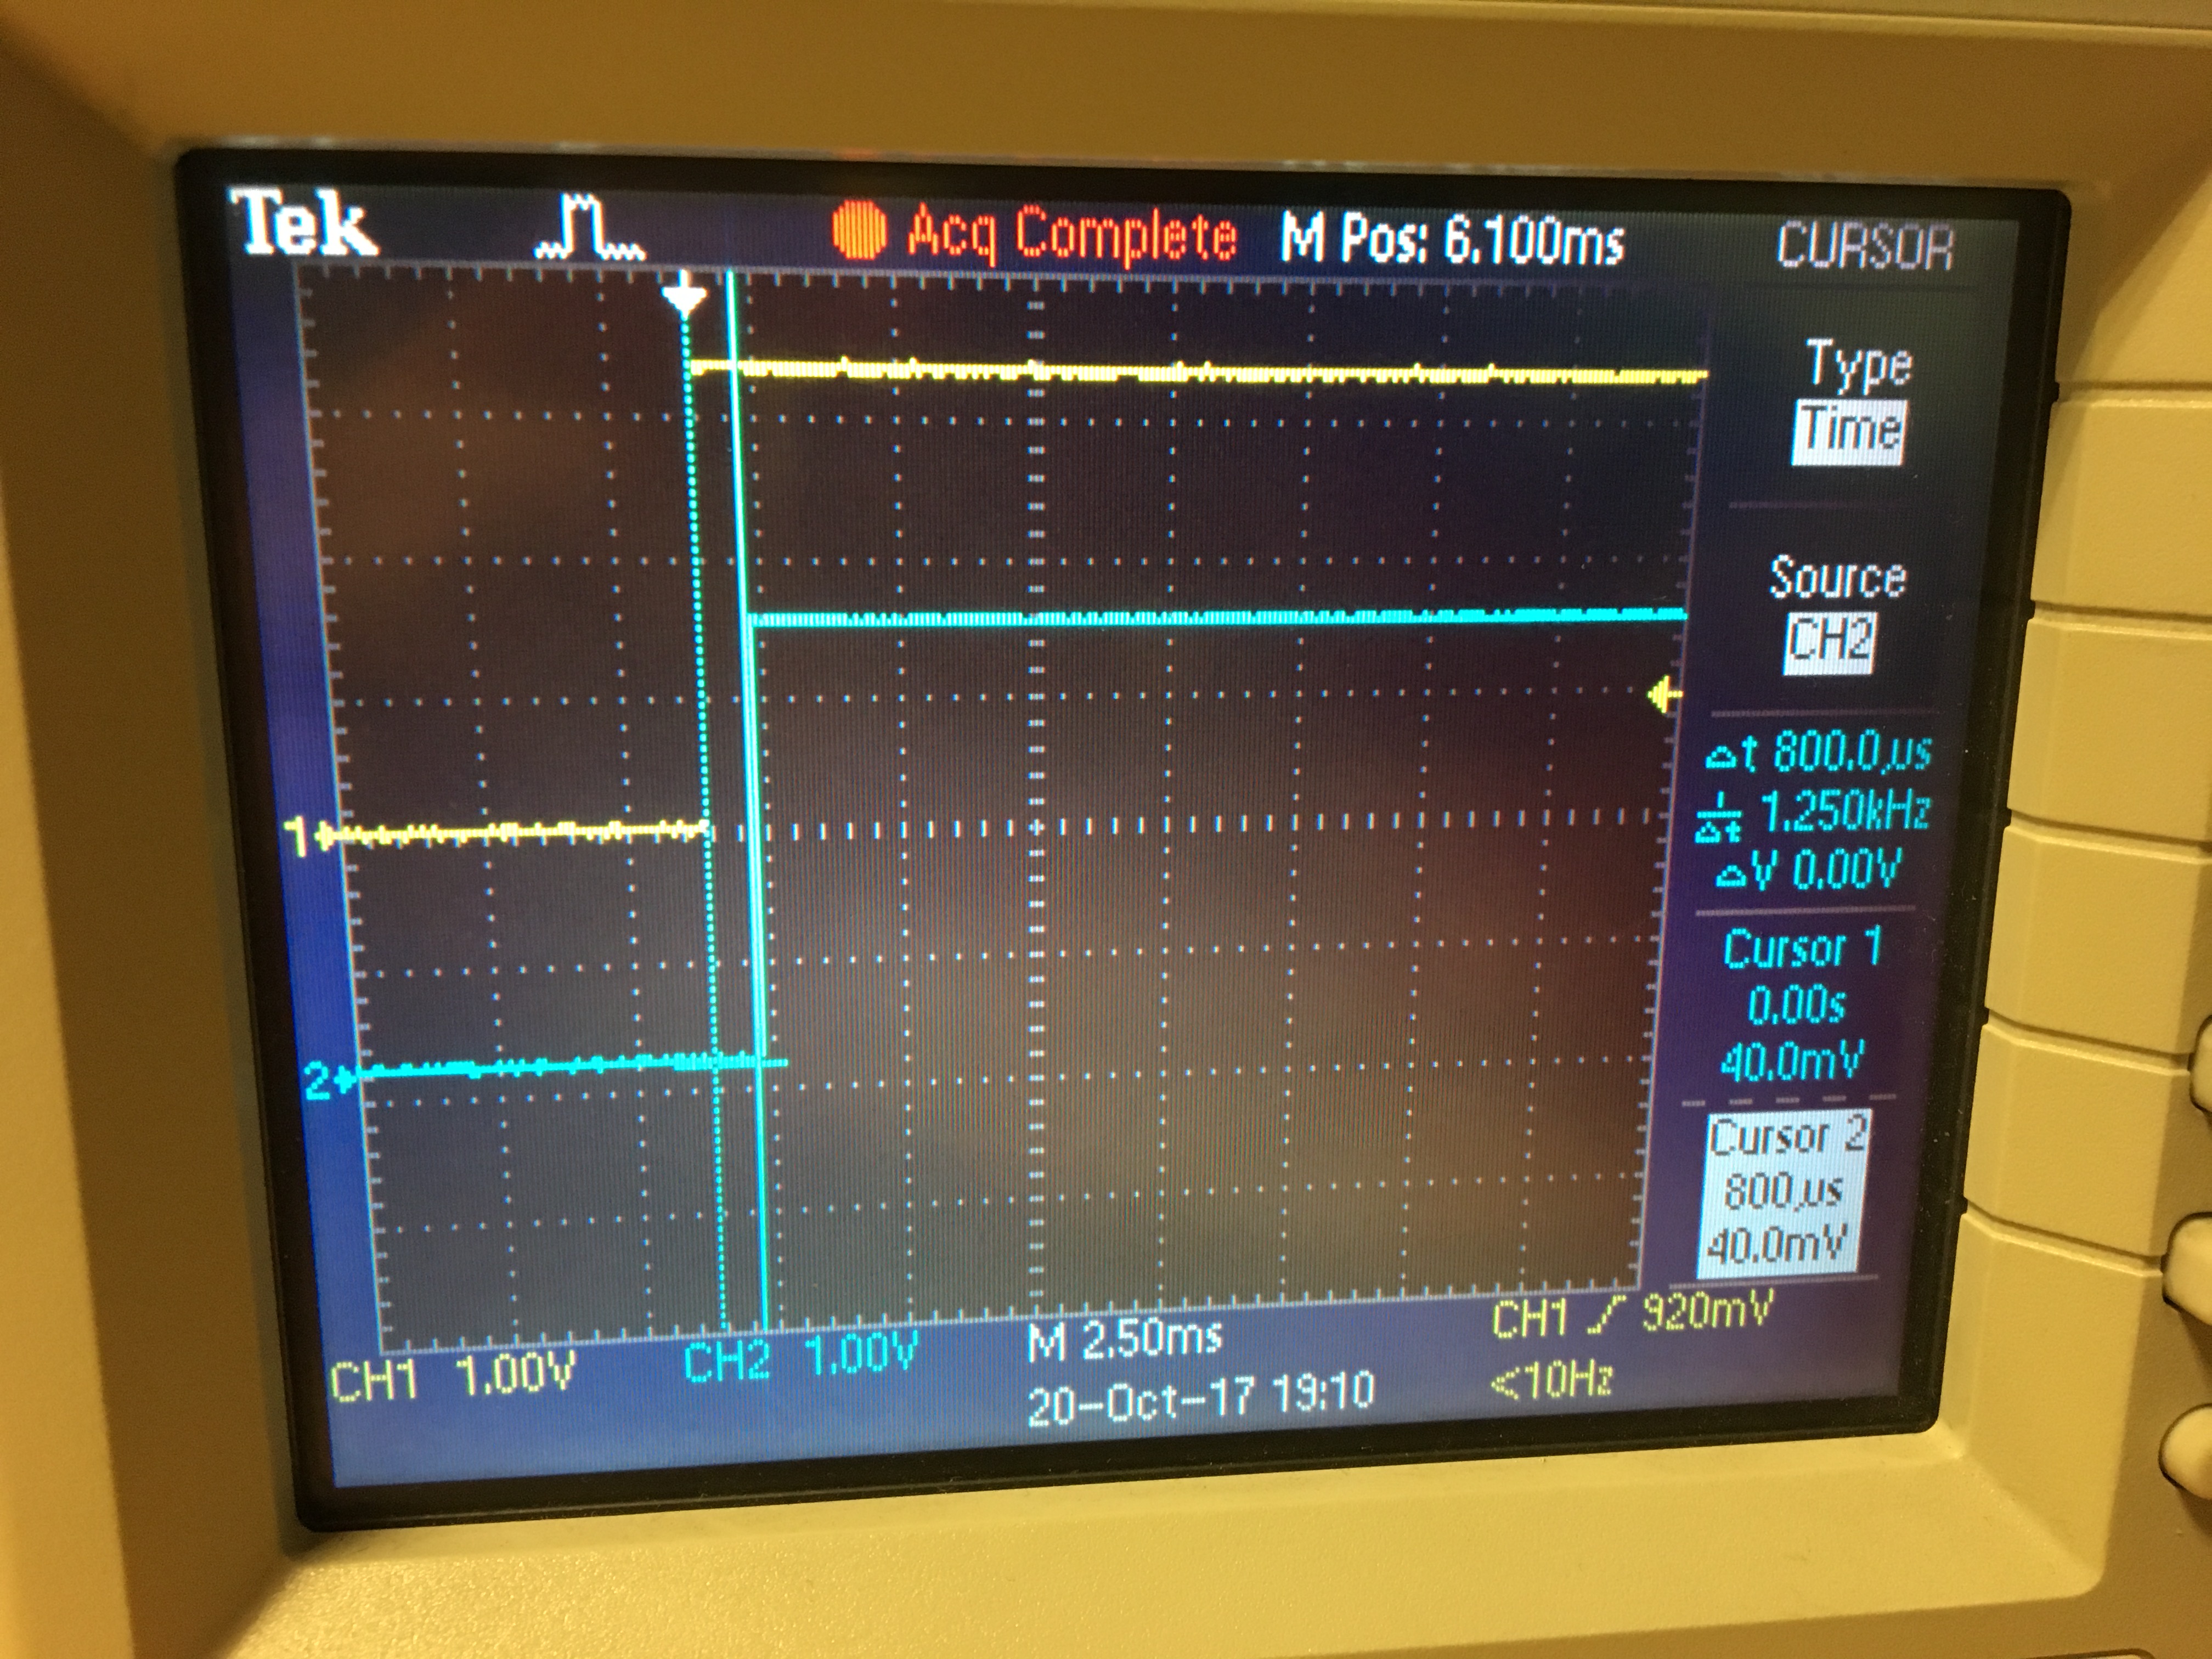 Tek Acq Complete M Pos: 6.100ms CURSOR
Type
Time
Source
CH2
Δt 800.0µs
1/Δt 1.250kHz
ΔV 0.00V
Cursor 1
0.00s
40.0mV
Cursor 2
800µs
40.0mV
1
2
CH1 1.00V CH2 1.00V M 2.50ms CH1 920mV
20-Oct-17 19:10 <10Hz